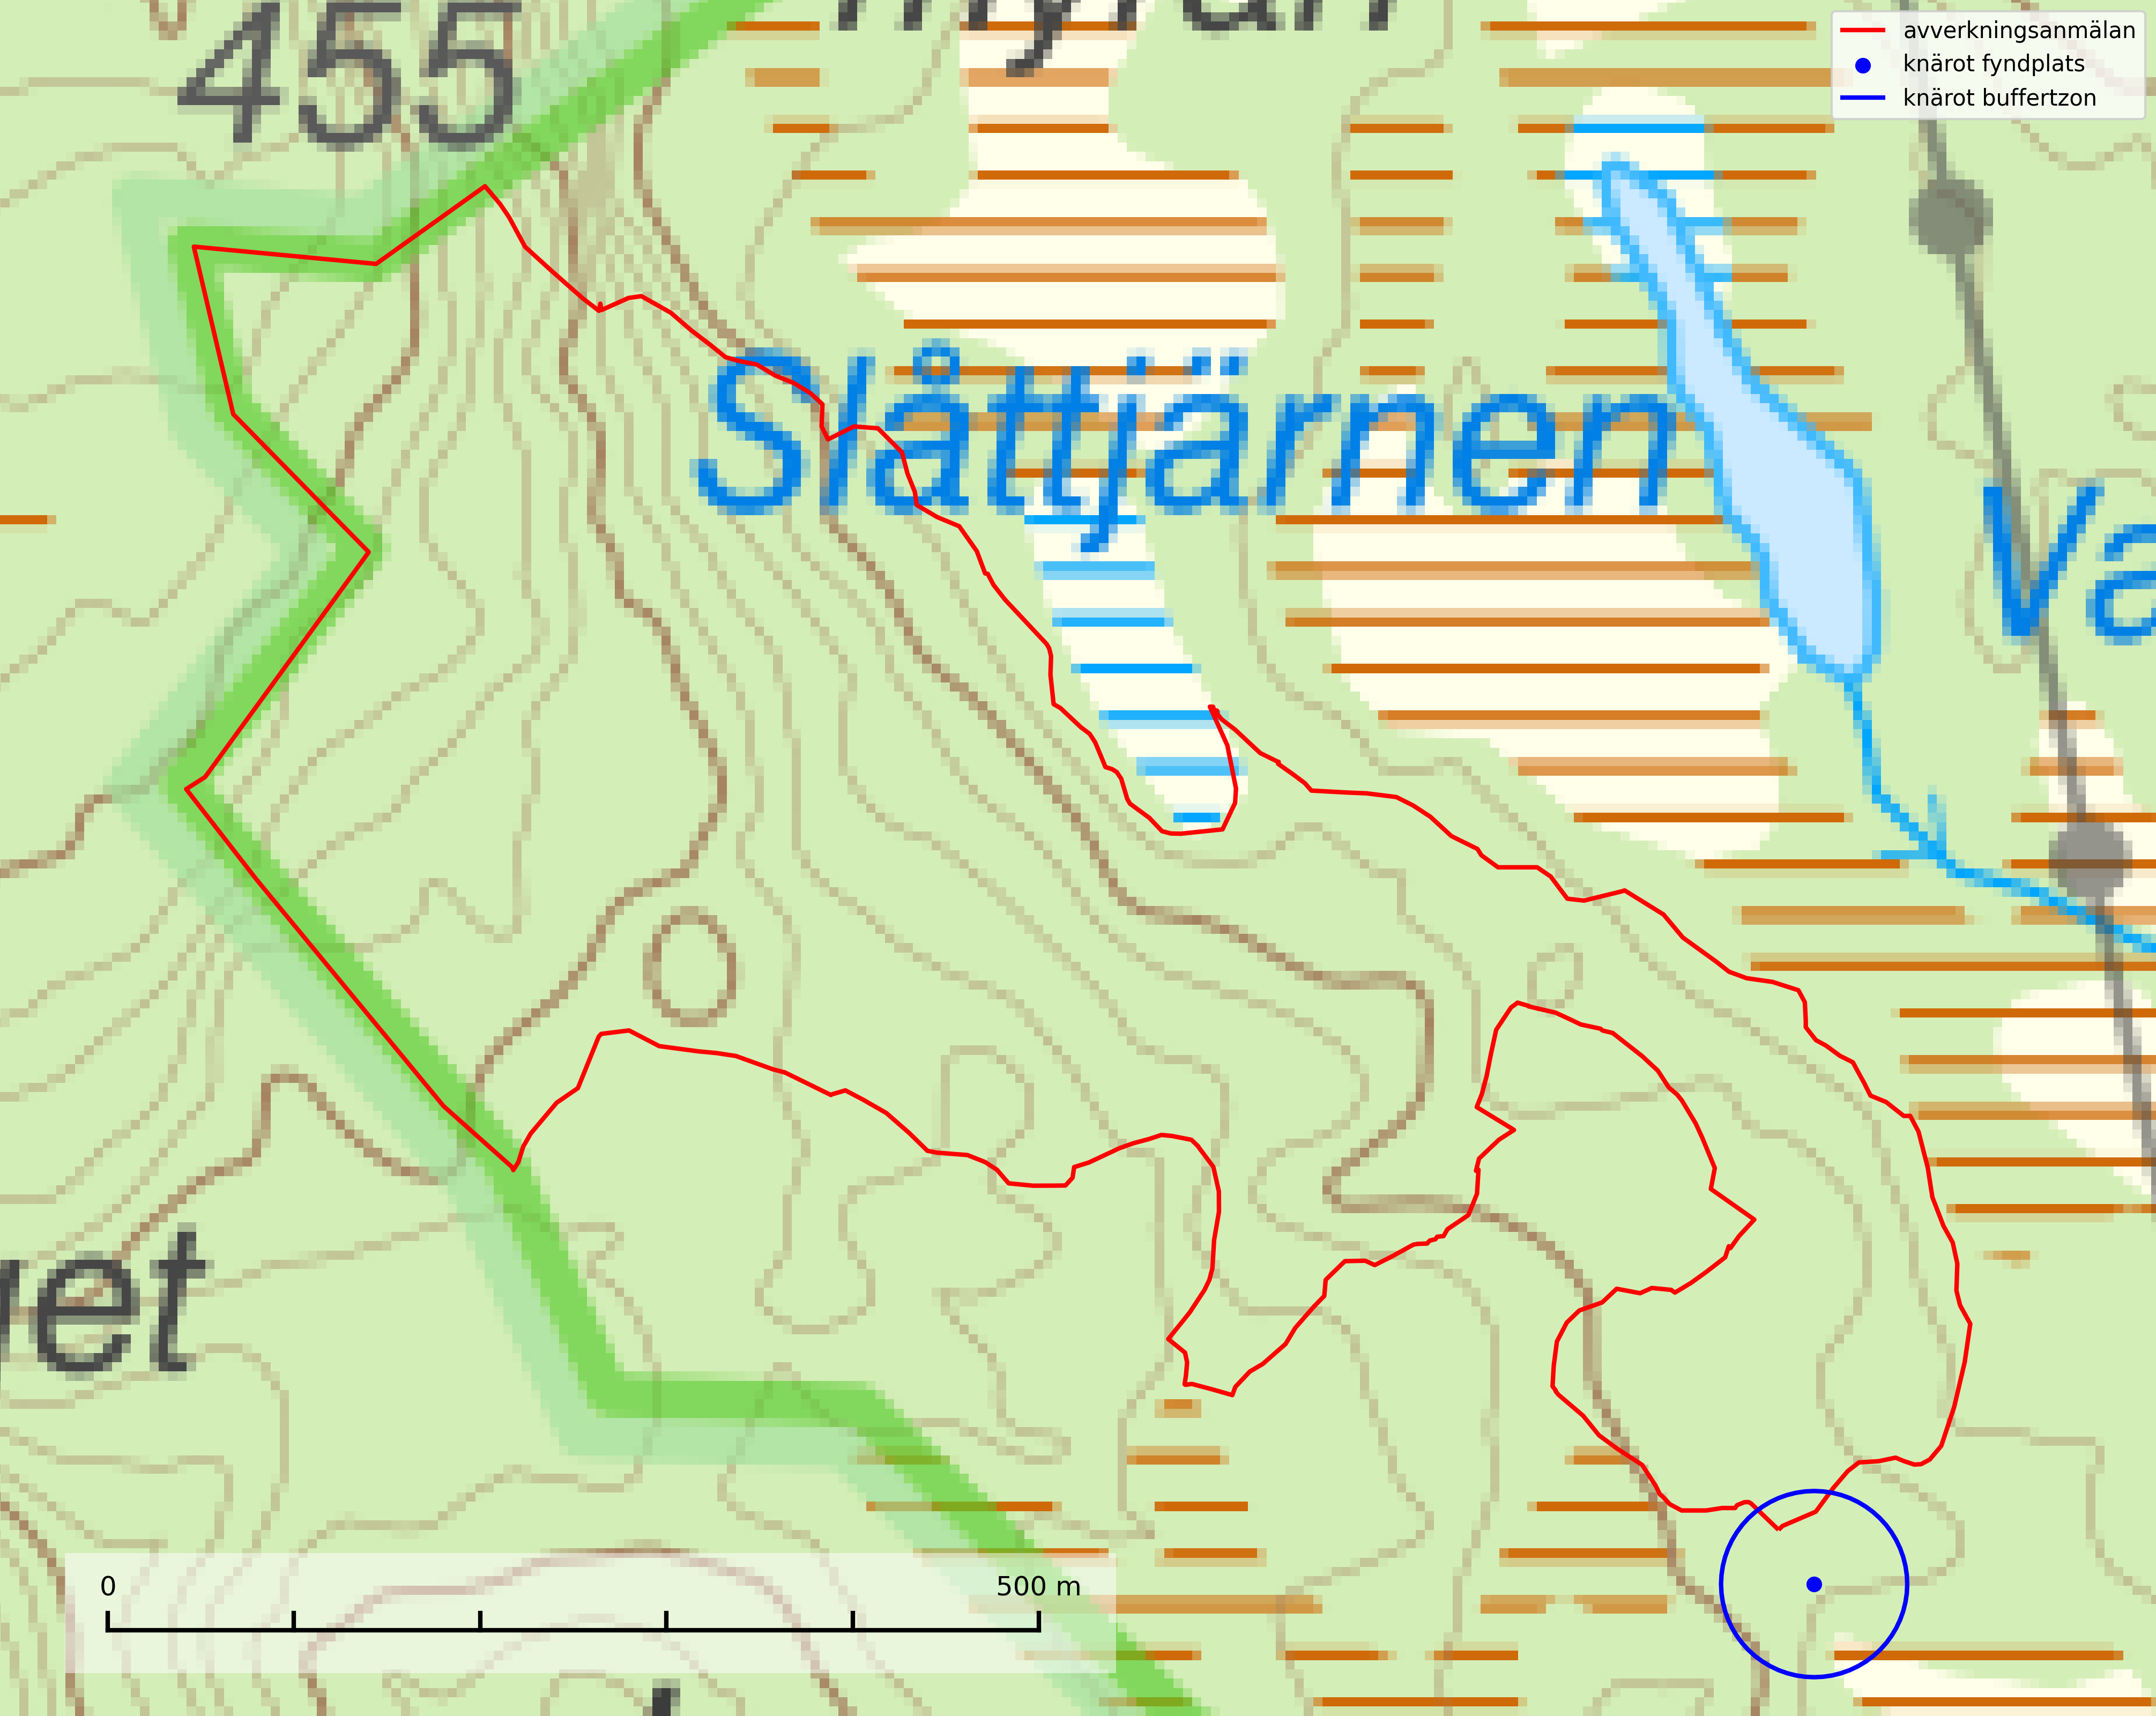 455
avverkningsanmälan
knärot fyndplats
knärot buffertzon
Slåttjärnen
0 500 m